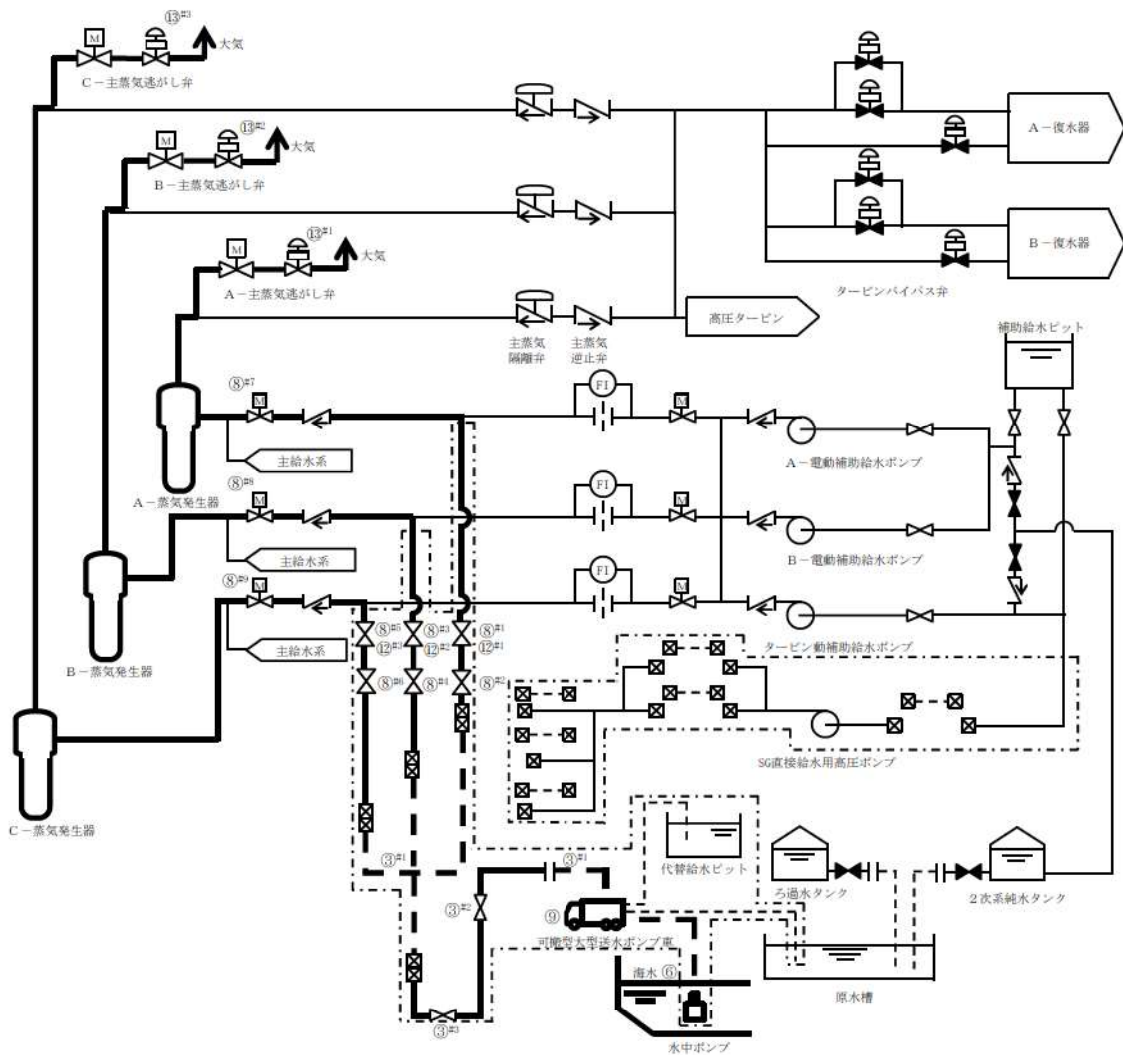 ⑬#3
M
大気
C－主蒸気逃がし弁
⑬#2
M
大気
B－主蒸気逃がし弁
⑬#1
M
大気
A－主蒸気逃がし弁
A－復水器
B－復水器
タービンバイパス弁
高圧タービン
主蒸気
隔離弁
主蒸気
逆止弁
補助給水ピット
⑧#7
M
FI
M
主給水系
A－電動補助給水ポンプ
A－蒸気発生器
⑧#8
M
FI
M
主給水系
B－電動補助給水ポンプ
⑧#9
M
FI
M
主給水系
タービン動補助給水ポンプ
B－蒸気発生器
⑧#5
⑧#3
⑧#1
⑫#3
⑫#2
⑫#1
⑧#6
⑧#4
⑧#2
SG直接給水用高圧ポンプ
C－蒸気発生器
③#1
③#1
③#2
代替給水ピット
ろ過水タンク
2次系純水タンク
⑨
可搬型大型送水ポンプ車
海水 ⑥
原水槽
③#3
水中ポンプ